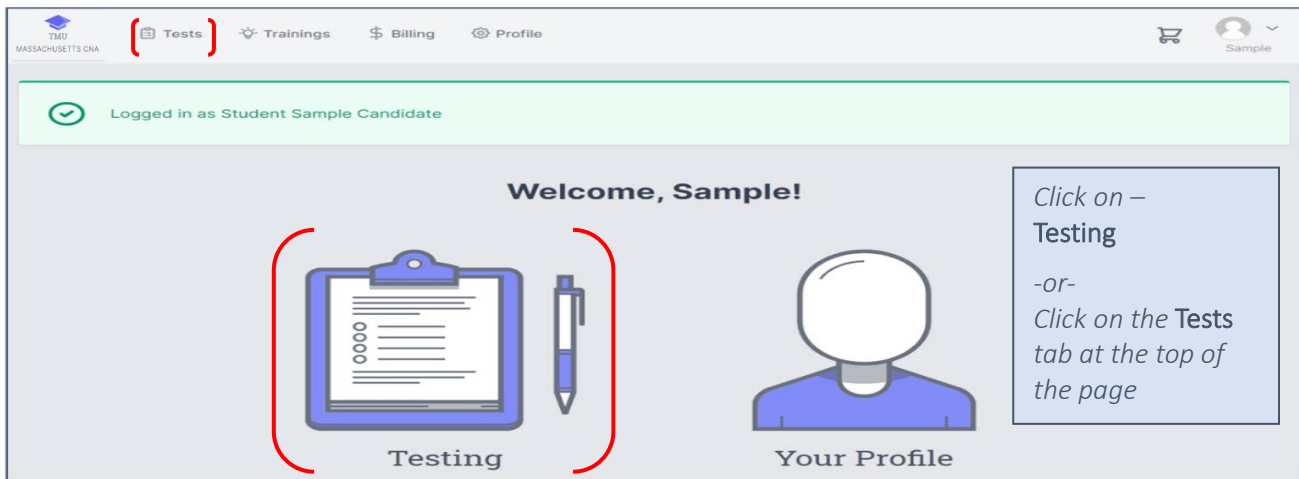 TMU
MASSACHUSETTS CNA
Tests
Trainings
Billing
Profile
Sample
Logged in as Student Sample Candidate
Welcome, Sample!
Click on –
Testing
-or-
Click on the Tests
tab at the top of
the page
Testing
Your Profile